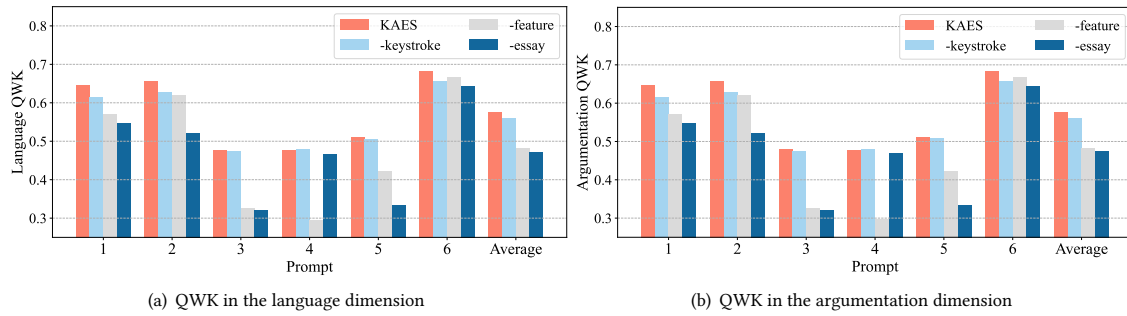 KAES
-keystroke
-feature
-essay
0.8
0.7
0.6
0.5
0.4
0.3
Language QWK
1 2 3 4 5 6 Average
Prompt
(a) QWK in the language dimension
KAES
-keystroke
-feature
-essay
0.8
0.7
0.6
0.5
0.4
0.3
Argumentation QWK
1 2 3 4 5 6 Average
Prompt
(b) QWK in the argumentation dimension